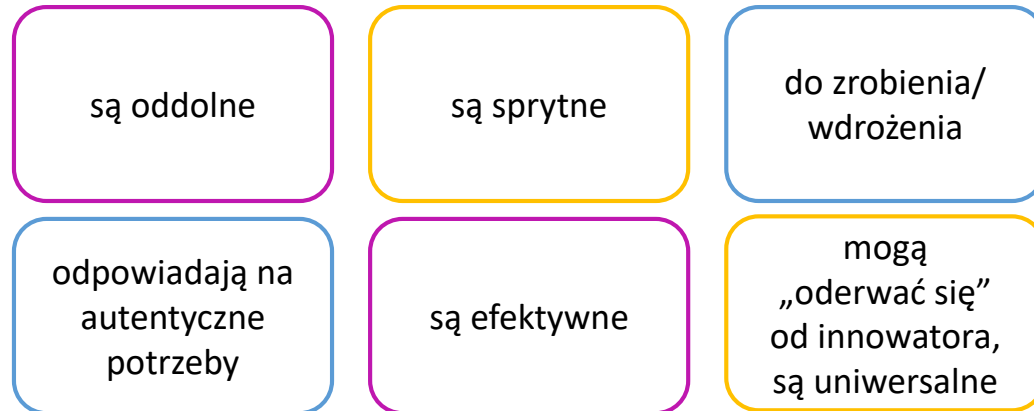 są oddolne
są sprytne
do zrobienia/
wdrożenia
odpowiadają na
autentyczne
potrzeby
są efektywne
mogą
„oderwać się”
od innowatora,
są uniwersalne